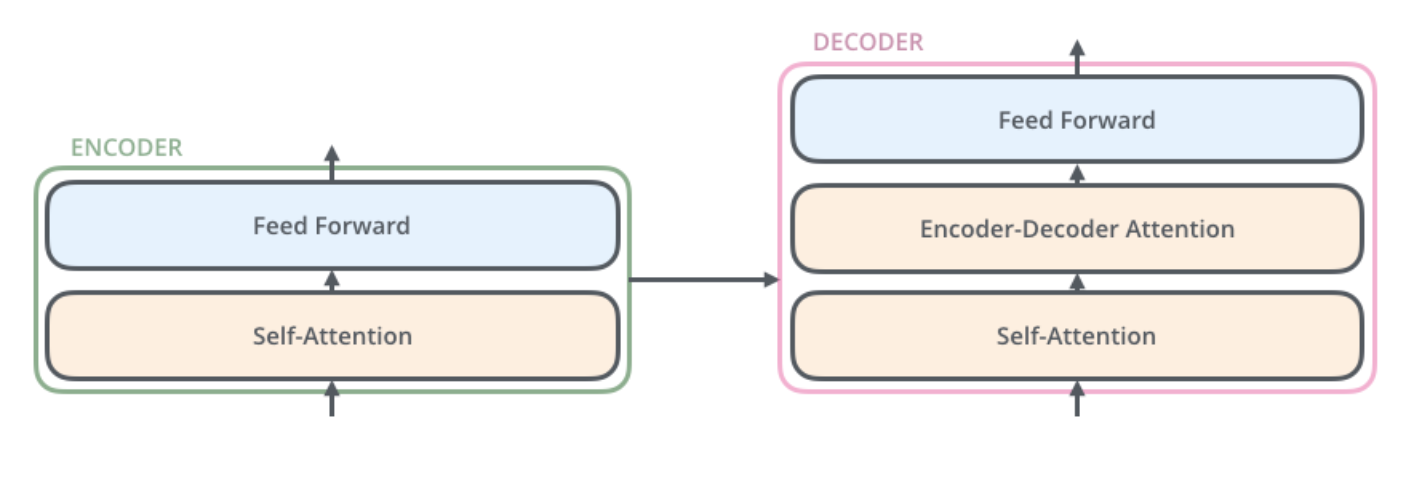 ENCODER
Feed Forward
Self-Attention
DECODER
Feed Forward
Encoder-Decoder Attention
Self-Attention